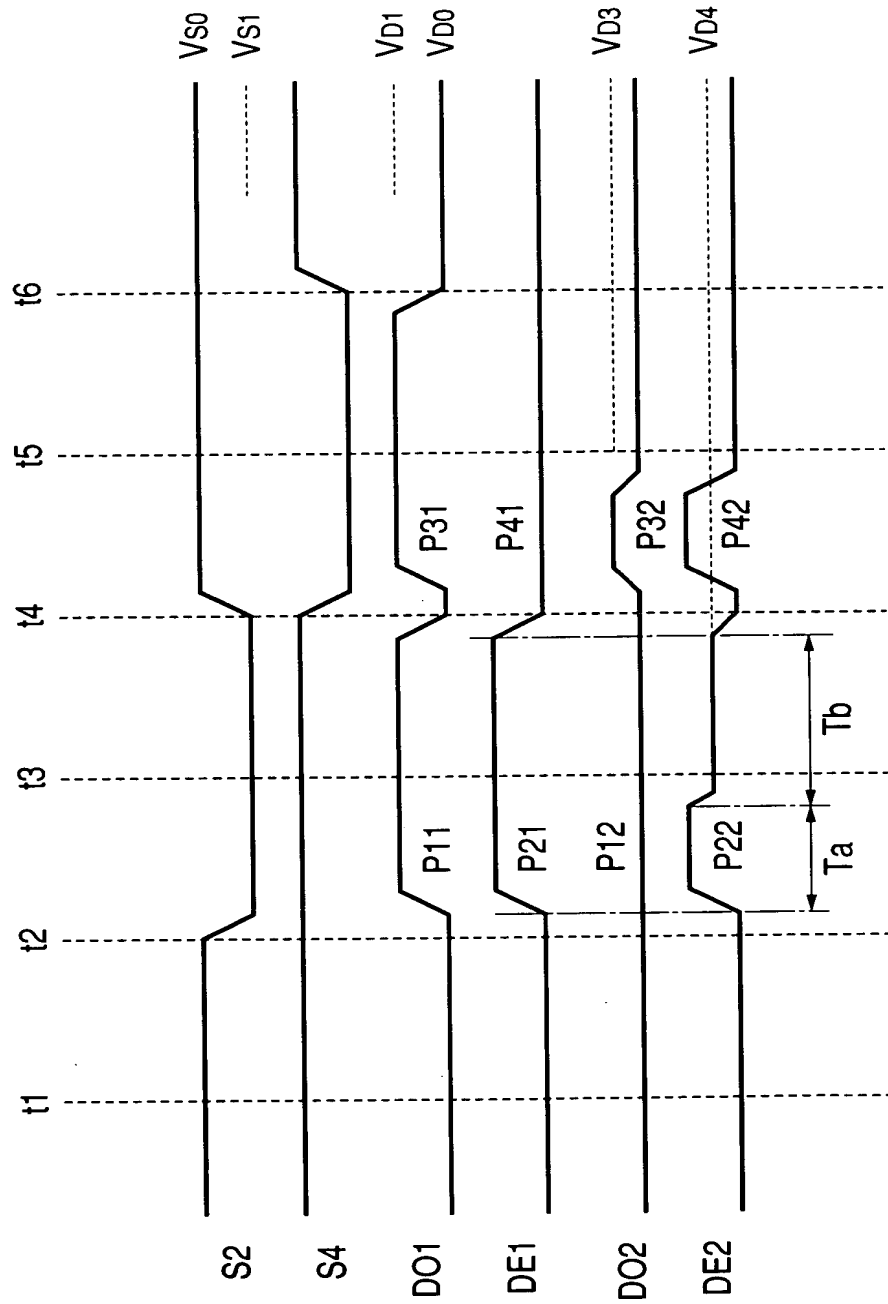 t1 t2 t3 t4 t5 t6
S2 VS0
VS1
S4
DO1 P11 P31 VD1
VD0
DE1 P21 P41
DO2 P12 P32 VD3
DE2 P22 P42 VD4
Ta Tb